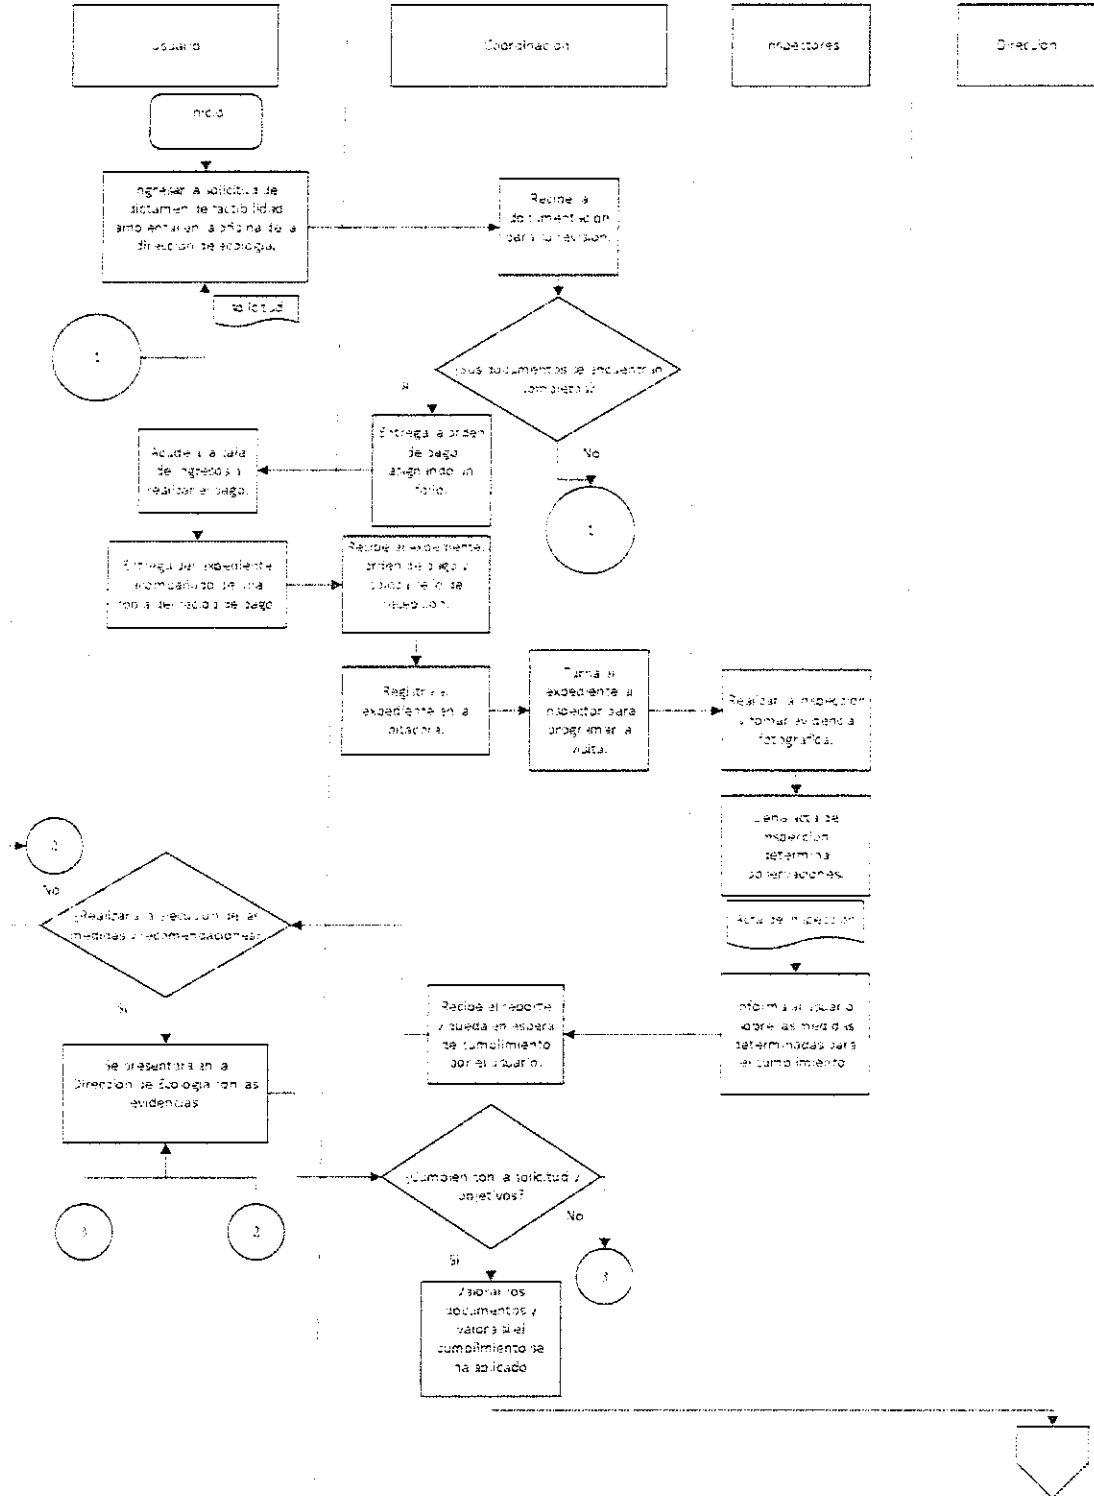 Usuario
Coordinacion
Inspectores
Direccion
Inicio
Ingresar la solicitud de
dictamen de factibilidad
ambiental en la oficina de la
dirección de ecología.
Recibe la
documentación
para su revisión.
solicitud
1
¿Sus documentos se encuentran
completos?
Si
No
1
Entrega la orden
de pago
asignando un
folio.
Acude a la caja
de ingresos a
realizar el pago.
Entrega del expediente
acompañado de una
copia del recibo de pago
Recibe el expediente,
orden de pago y
sello de
recepción.
Registra el
expediente en la
bitácora.
Turna el
expediente al
inspector para
programar la
visita.
Realizar la inspección
y tomar evidencia
fotografica.
Llena acta de
inspección
determina
observaciones.
Acta de inspección
2
No
¿Realizara la ejecución de las
medidas o recomendaciones?
Si
Informa al usuario
sobre las medidas
determinadas para
el cumplimiento
Recibe el reporte
y queda en espera
de cumplimiento
por el usuario.
Se presentara en la
Dirección de Ecología con las
evidencias
3
2
¿Cumplen con la solicitud y
objetivos?
No
3
Si
Valorar los
documentos y
valora si el
cumplimiento se
ha aplicado